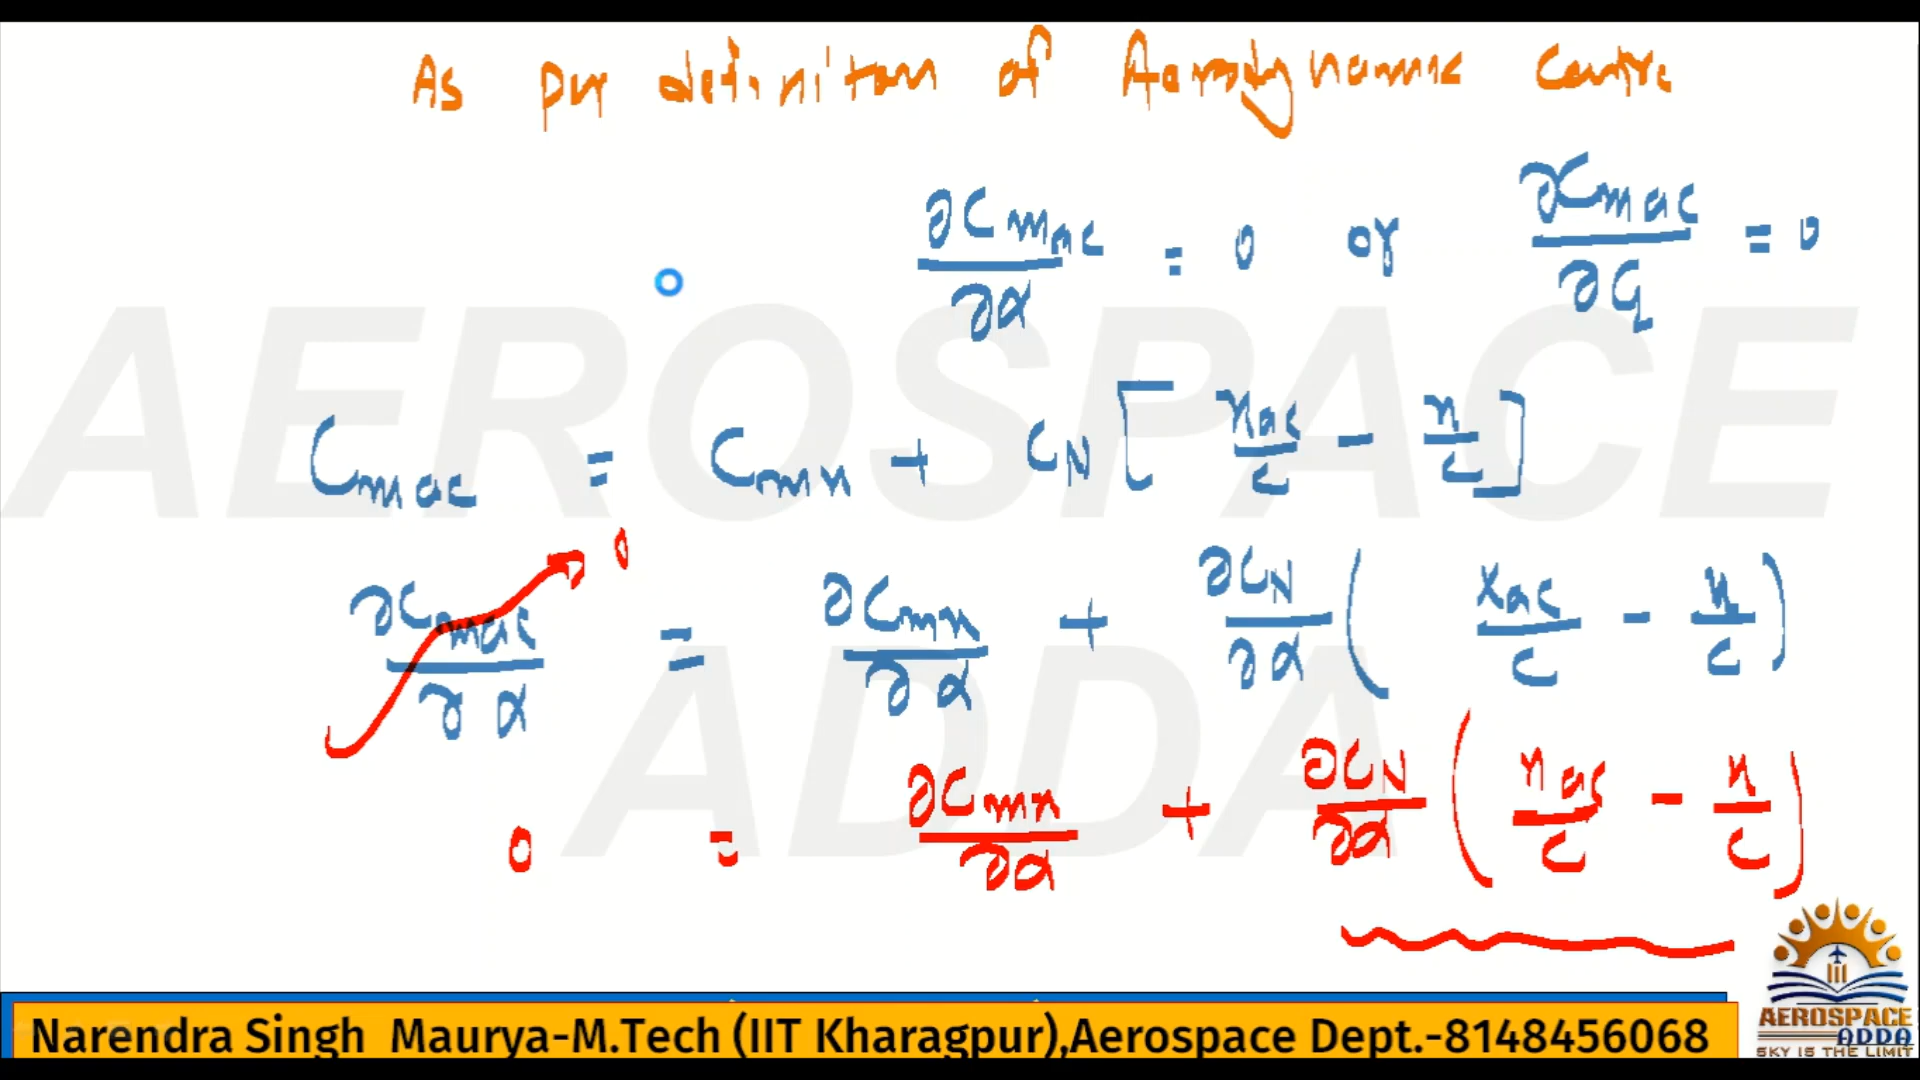 As per definiton of Aerodynamic Centre
∂Cmac/∂α = 0 or ∂Cmac/∂Cl = 0
Cmac = Cmx + CN [xac/c - x/c]
∂Cmac/∂α → 0 = ∂Cmx/∂α + ∂CN/∂α (xac/c - x/c)
0 = ∂Cmx/∂α + ∂CN/∂α (xac/c - x/c)
AEROSPACE
ADDA
Narendra Singh Maurya-M.Tech (IIT Kharagpur),Aerospace Dept.-8148456068
AEROSPACE
ADDA
SKY IS THE LIMIT